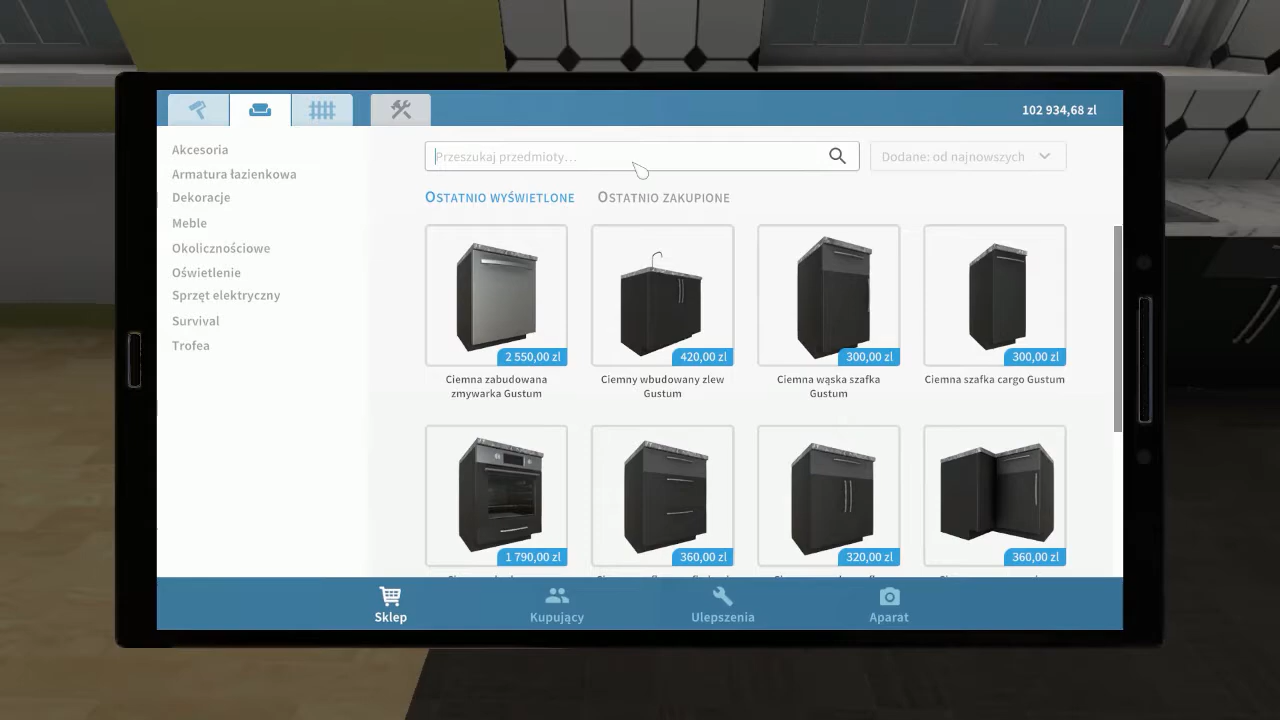 102 934,68 zl
Przeszukaj przedmioty...
Dodane: od najnowszych
Akcesoria
Armatura łazienkowa
Dekoracje
Meble
Okolicznościowe
Oświetlenie
Sprzęt elektryczny
Survival
Trofea
OSTATNIO WYŚWIETLONE
OSTATNIO ZAKUPIONE
2 550,00 zl
Ciemna zabudowana
zmywarka Gustum
420,00 zl
Ciemny wbudowany zlew
Gustum
300,00 zl
Ciemna wąska szafka
Gustum
300,00 zl
Ciemna szafka cargo Gustum
1 790,00 zl
360,00 zl
320,00 zl
360,00 zl
Sklep
Kupujący
Ulepszenia
Aparat